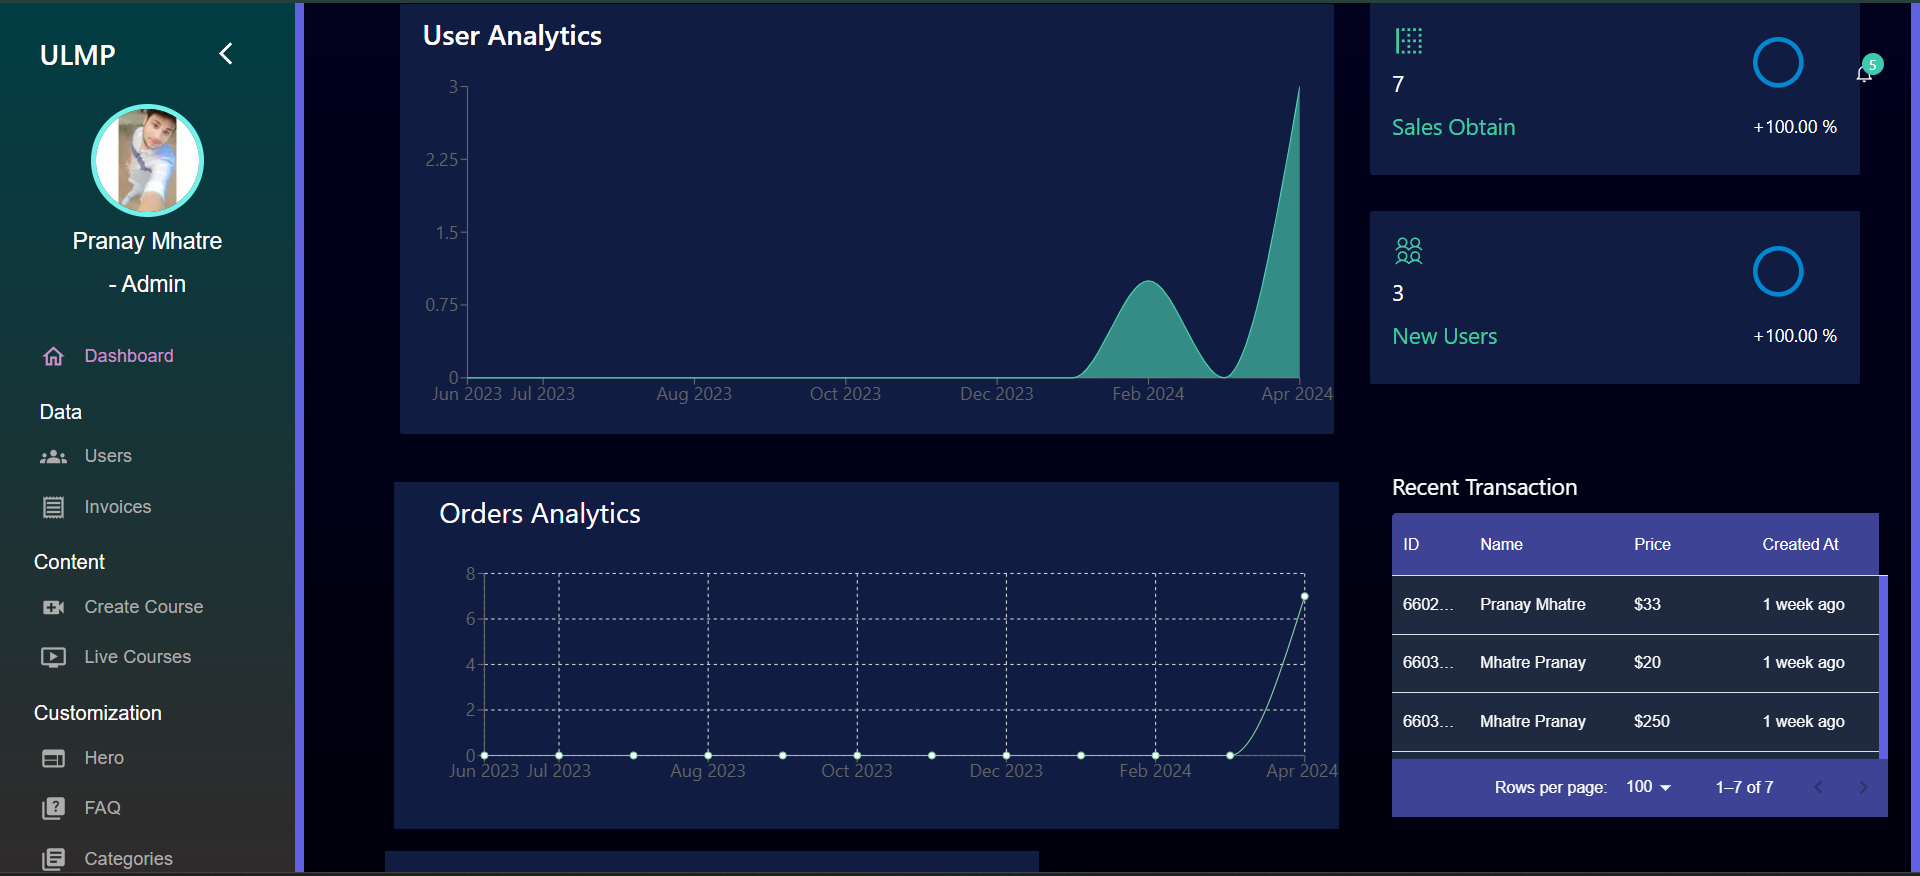 ULMP
Pranay Mhatre
- Admin
Dashboard
Data
Users
Invoices
Content
Create Course
Live Courses
Customization
Hero
FAQ
Categories
User Analytics
3
2.25
1.5
0.75
0
Jun 2023 Jul 2023 Aug 2023 Oct 2023 Dec 2023 Feb 2024 Apr 2024
Orders Analytics
8
6
4
2
0
Jun 2023 Jul 2023 Aug 2023 Oct 2023 Dec 2023 Feb 2024 Apr 2024
5
7
Sales Obtain +100.00 %
3
New Users +100.00 %
Recent Transaction
ID Name Price Created At
6602... Pranay Mhatre $33 1 week ago
6603... Mhatre Pranay $20 1 week ago
6603... Mhatre Pranay $250 1 week ago
Rows per page: 100 1–7 of 7